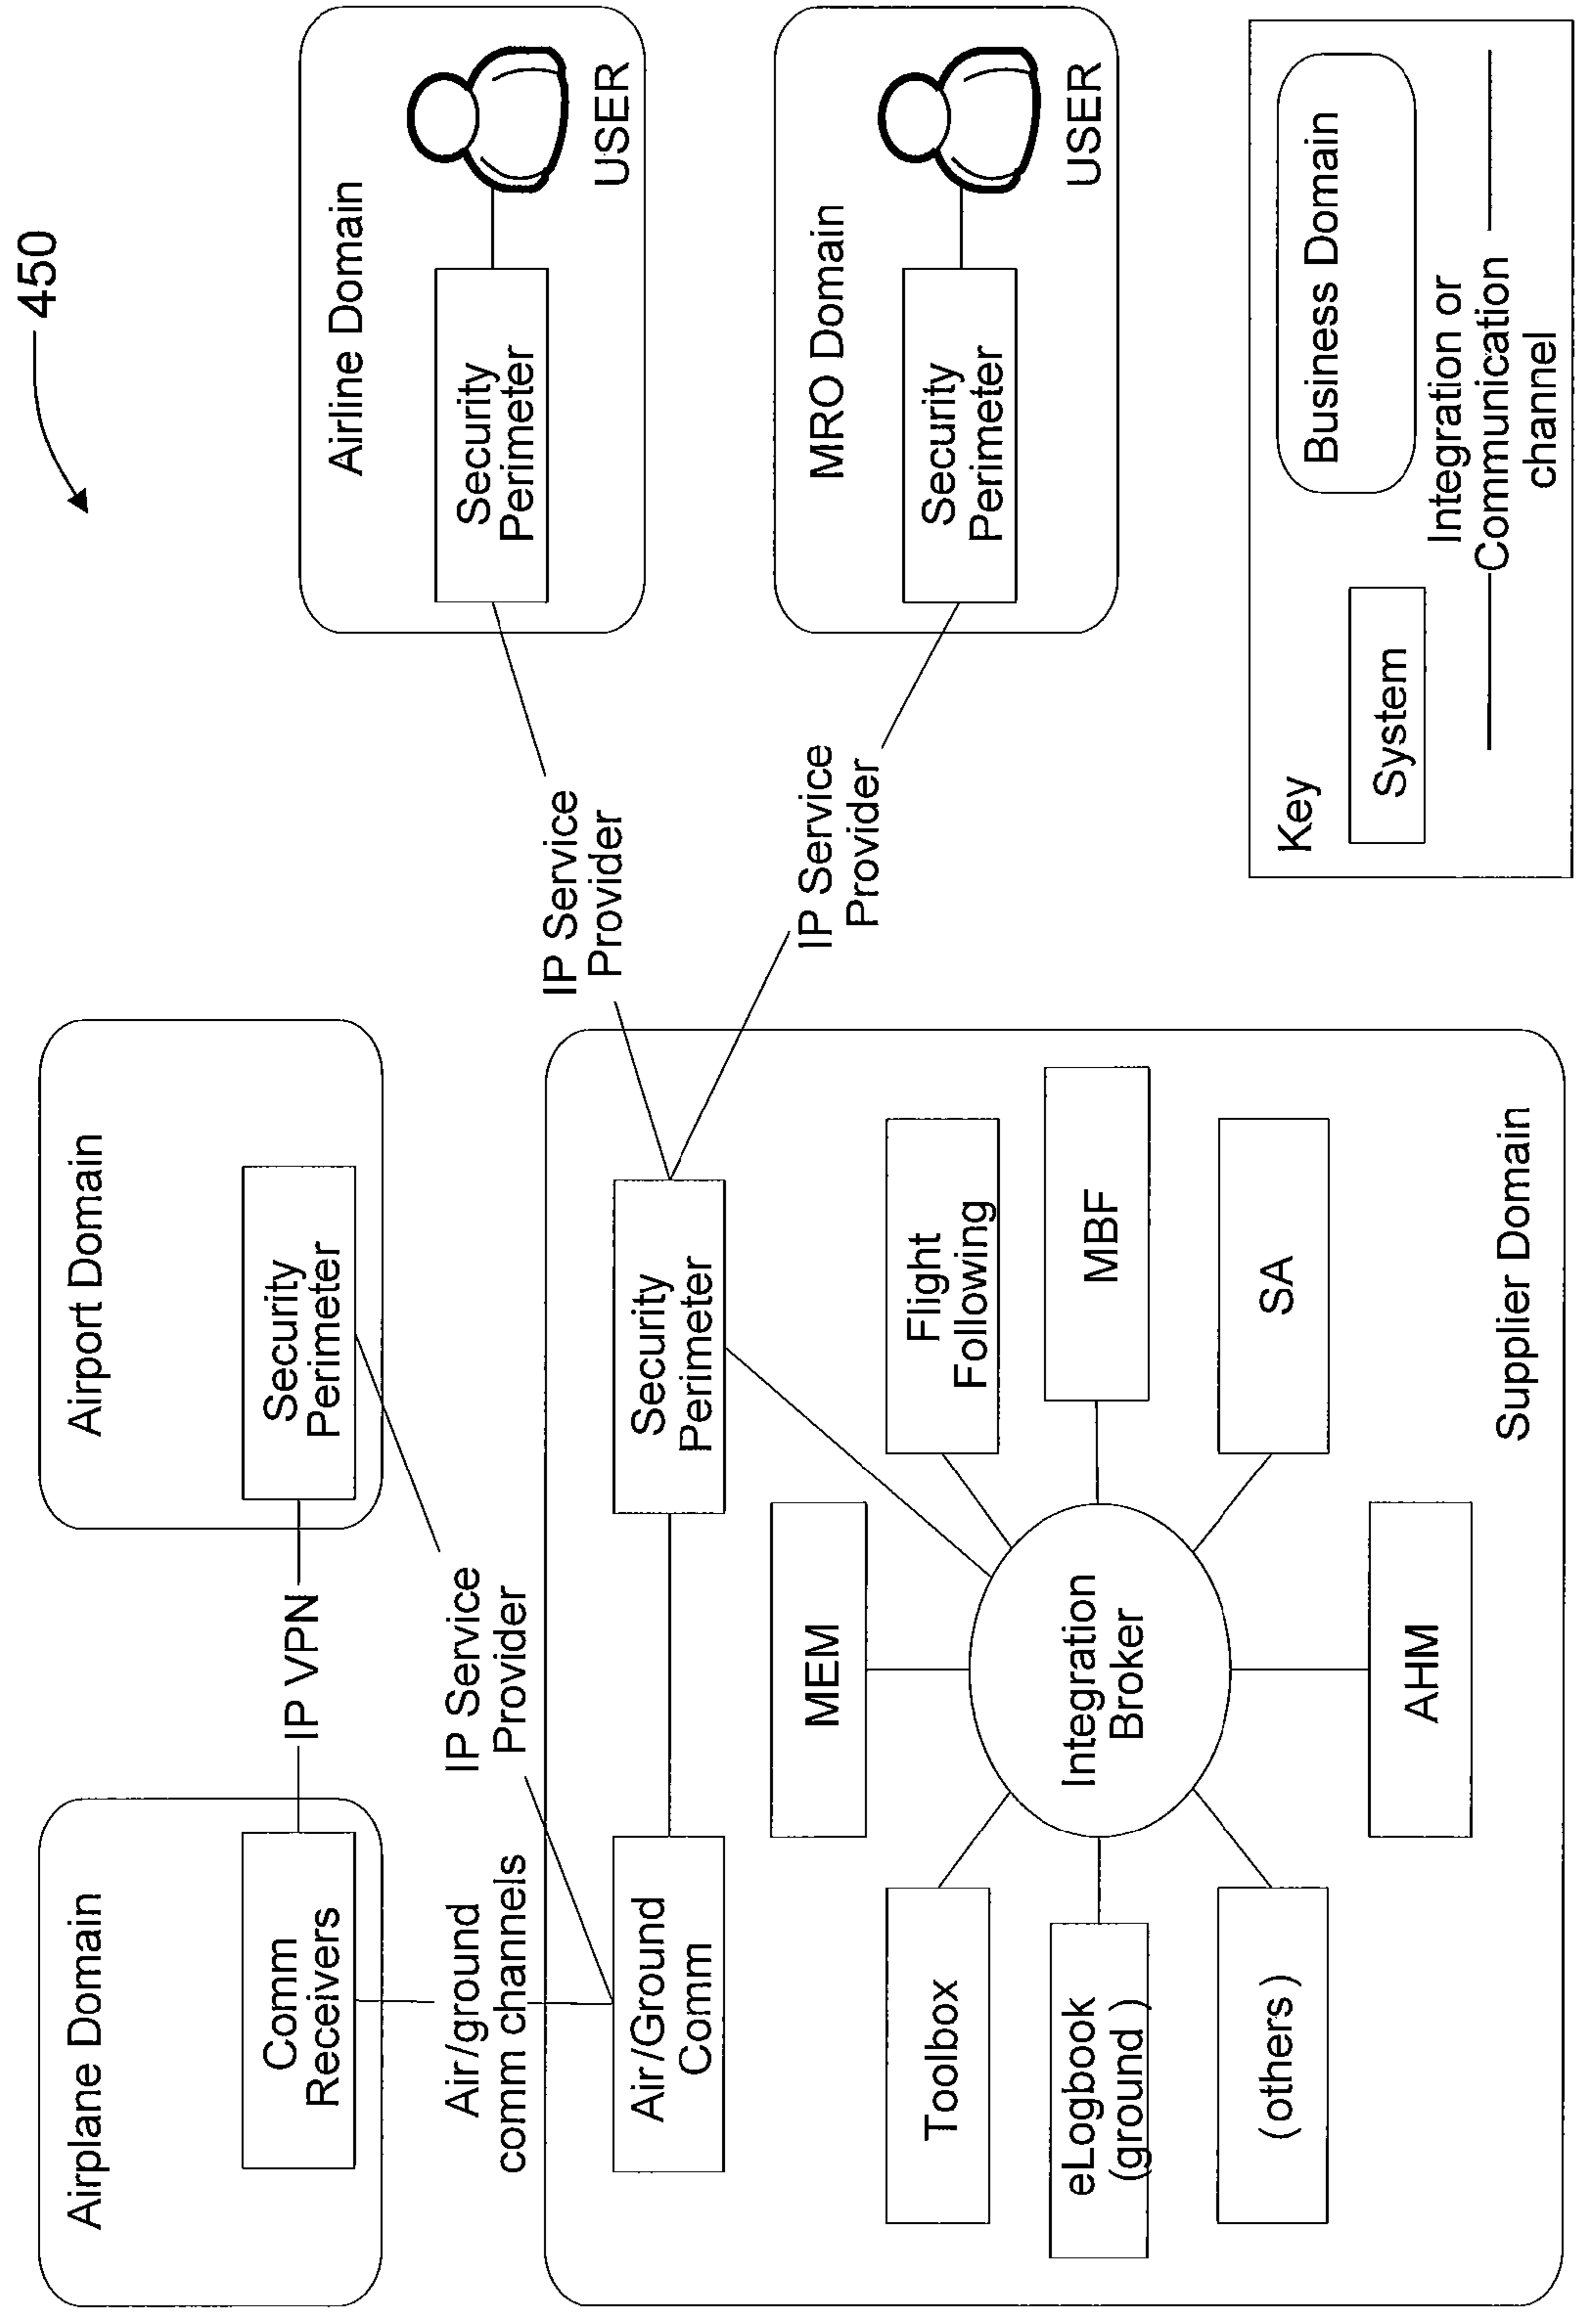 450
Airplane Domain
Comm
Receivers
IP VPN
Airport Domain
Security
Perimeter
Air/ground
comm channels
IP Service
Provider
Airline Domain
Security
Perimeter
USER
IP Service
Provider
MRO Domain
Security
Perimeter
USER
IP Service
Provider
Air/Ground
Comm
Security
Perimeter
MEM
Toolbox
Flight
Following
eLogbook
(ground )
Integration
Broker
MBF
(others )
SA
AHM
Supplier Domain
Key
System
Business Domain
Integration or
Communication
channel